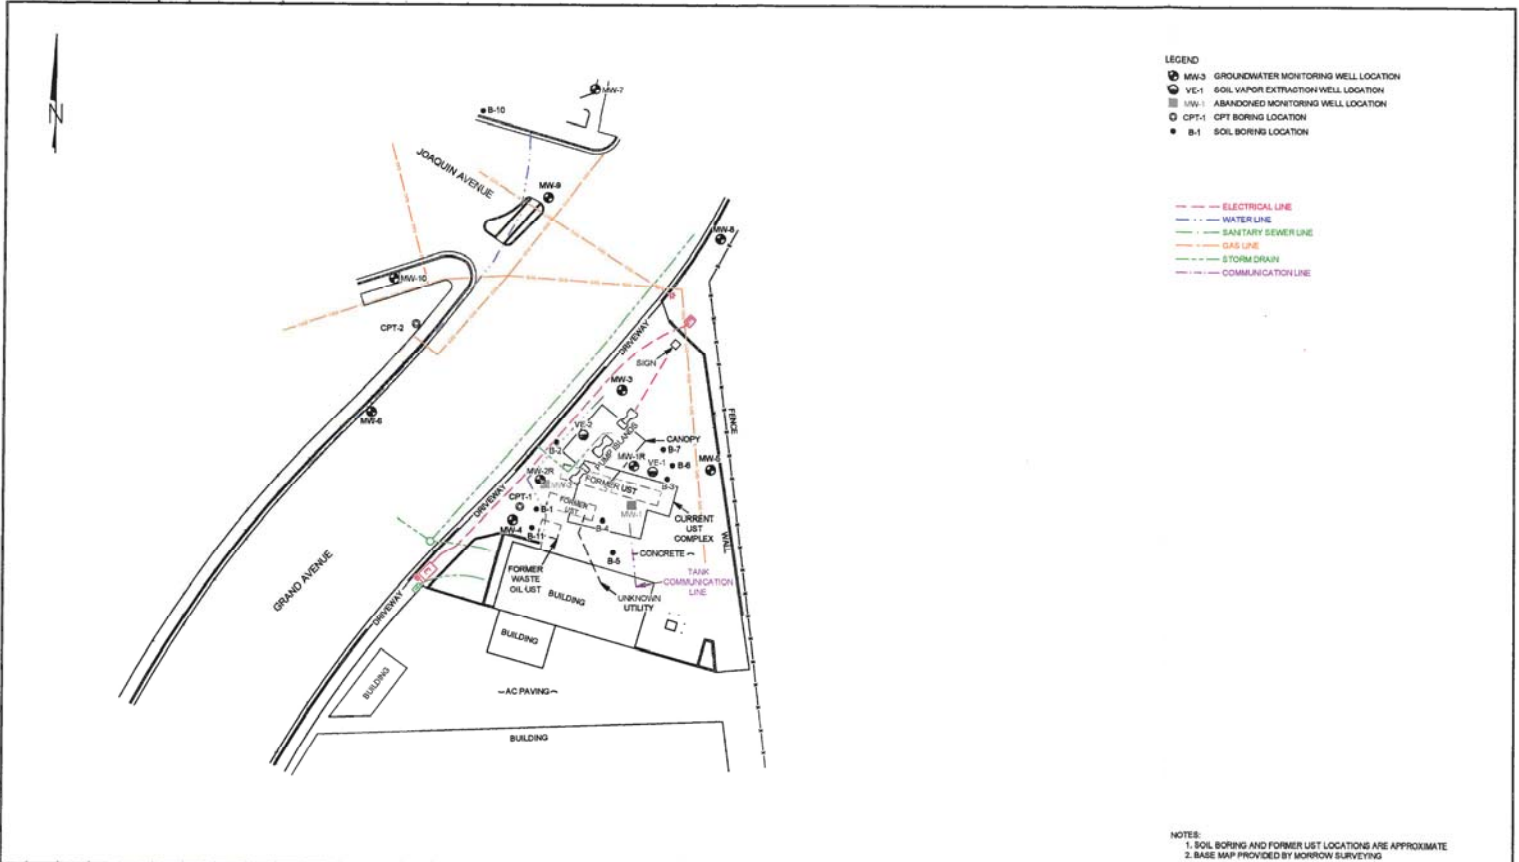 N
LEGEND
MW-3 GROUNDWATER MONITORING WELL LOCATION
VE-1 SOIL VAPOR EXTRACTION WELL LOCATION
MW-1 ABANDONED MONITORING WELL LOCATION
CPT-1 CPT BORING LOCATION
B-1 SOIL BORING LOCATION
ELECTRICAL LINE
WATER LINE
SANITARY SEWER LINE
GAS LINE
STORM DRAIN
COMMUNICATION LINE
MW-7
B-10
JOAQUIN AVENUE
MW-9
MW-8
MW-10
CPT-2
DRIVEWAY
SIGN
MW-3
MW-6
FENCE
VE-2
PUMP ISLANDS
CANOPY
B-2
B-7
MW-1R
VE-1
B-6
MW-5
MW-2R
MW-2
FORMER UST
B-3
DRIVEWAY
CPT-1
B-1
FORMER
UST
MW-1
MW-4
B-4
CURRENT
UST
COMPLEX
B-11
WALL
B-5
CONCRETE
GRAND AVENUE
FORMER
WASTE
OIL UST
TANK
COMMUNICATION
LINE
UNKNOWN
UTILITY
BUILDING
DRIVEWAY
BUILDING
BUILDING
AC PAVING
BUILDING
NOTES:
1. SOIL BORING AND FORMER UST LOCATIONS ARE APPROXIMATE
2. BASE MAP PROVIDED BY MORROW SURVEYING